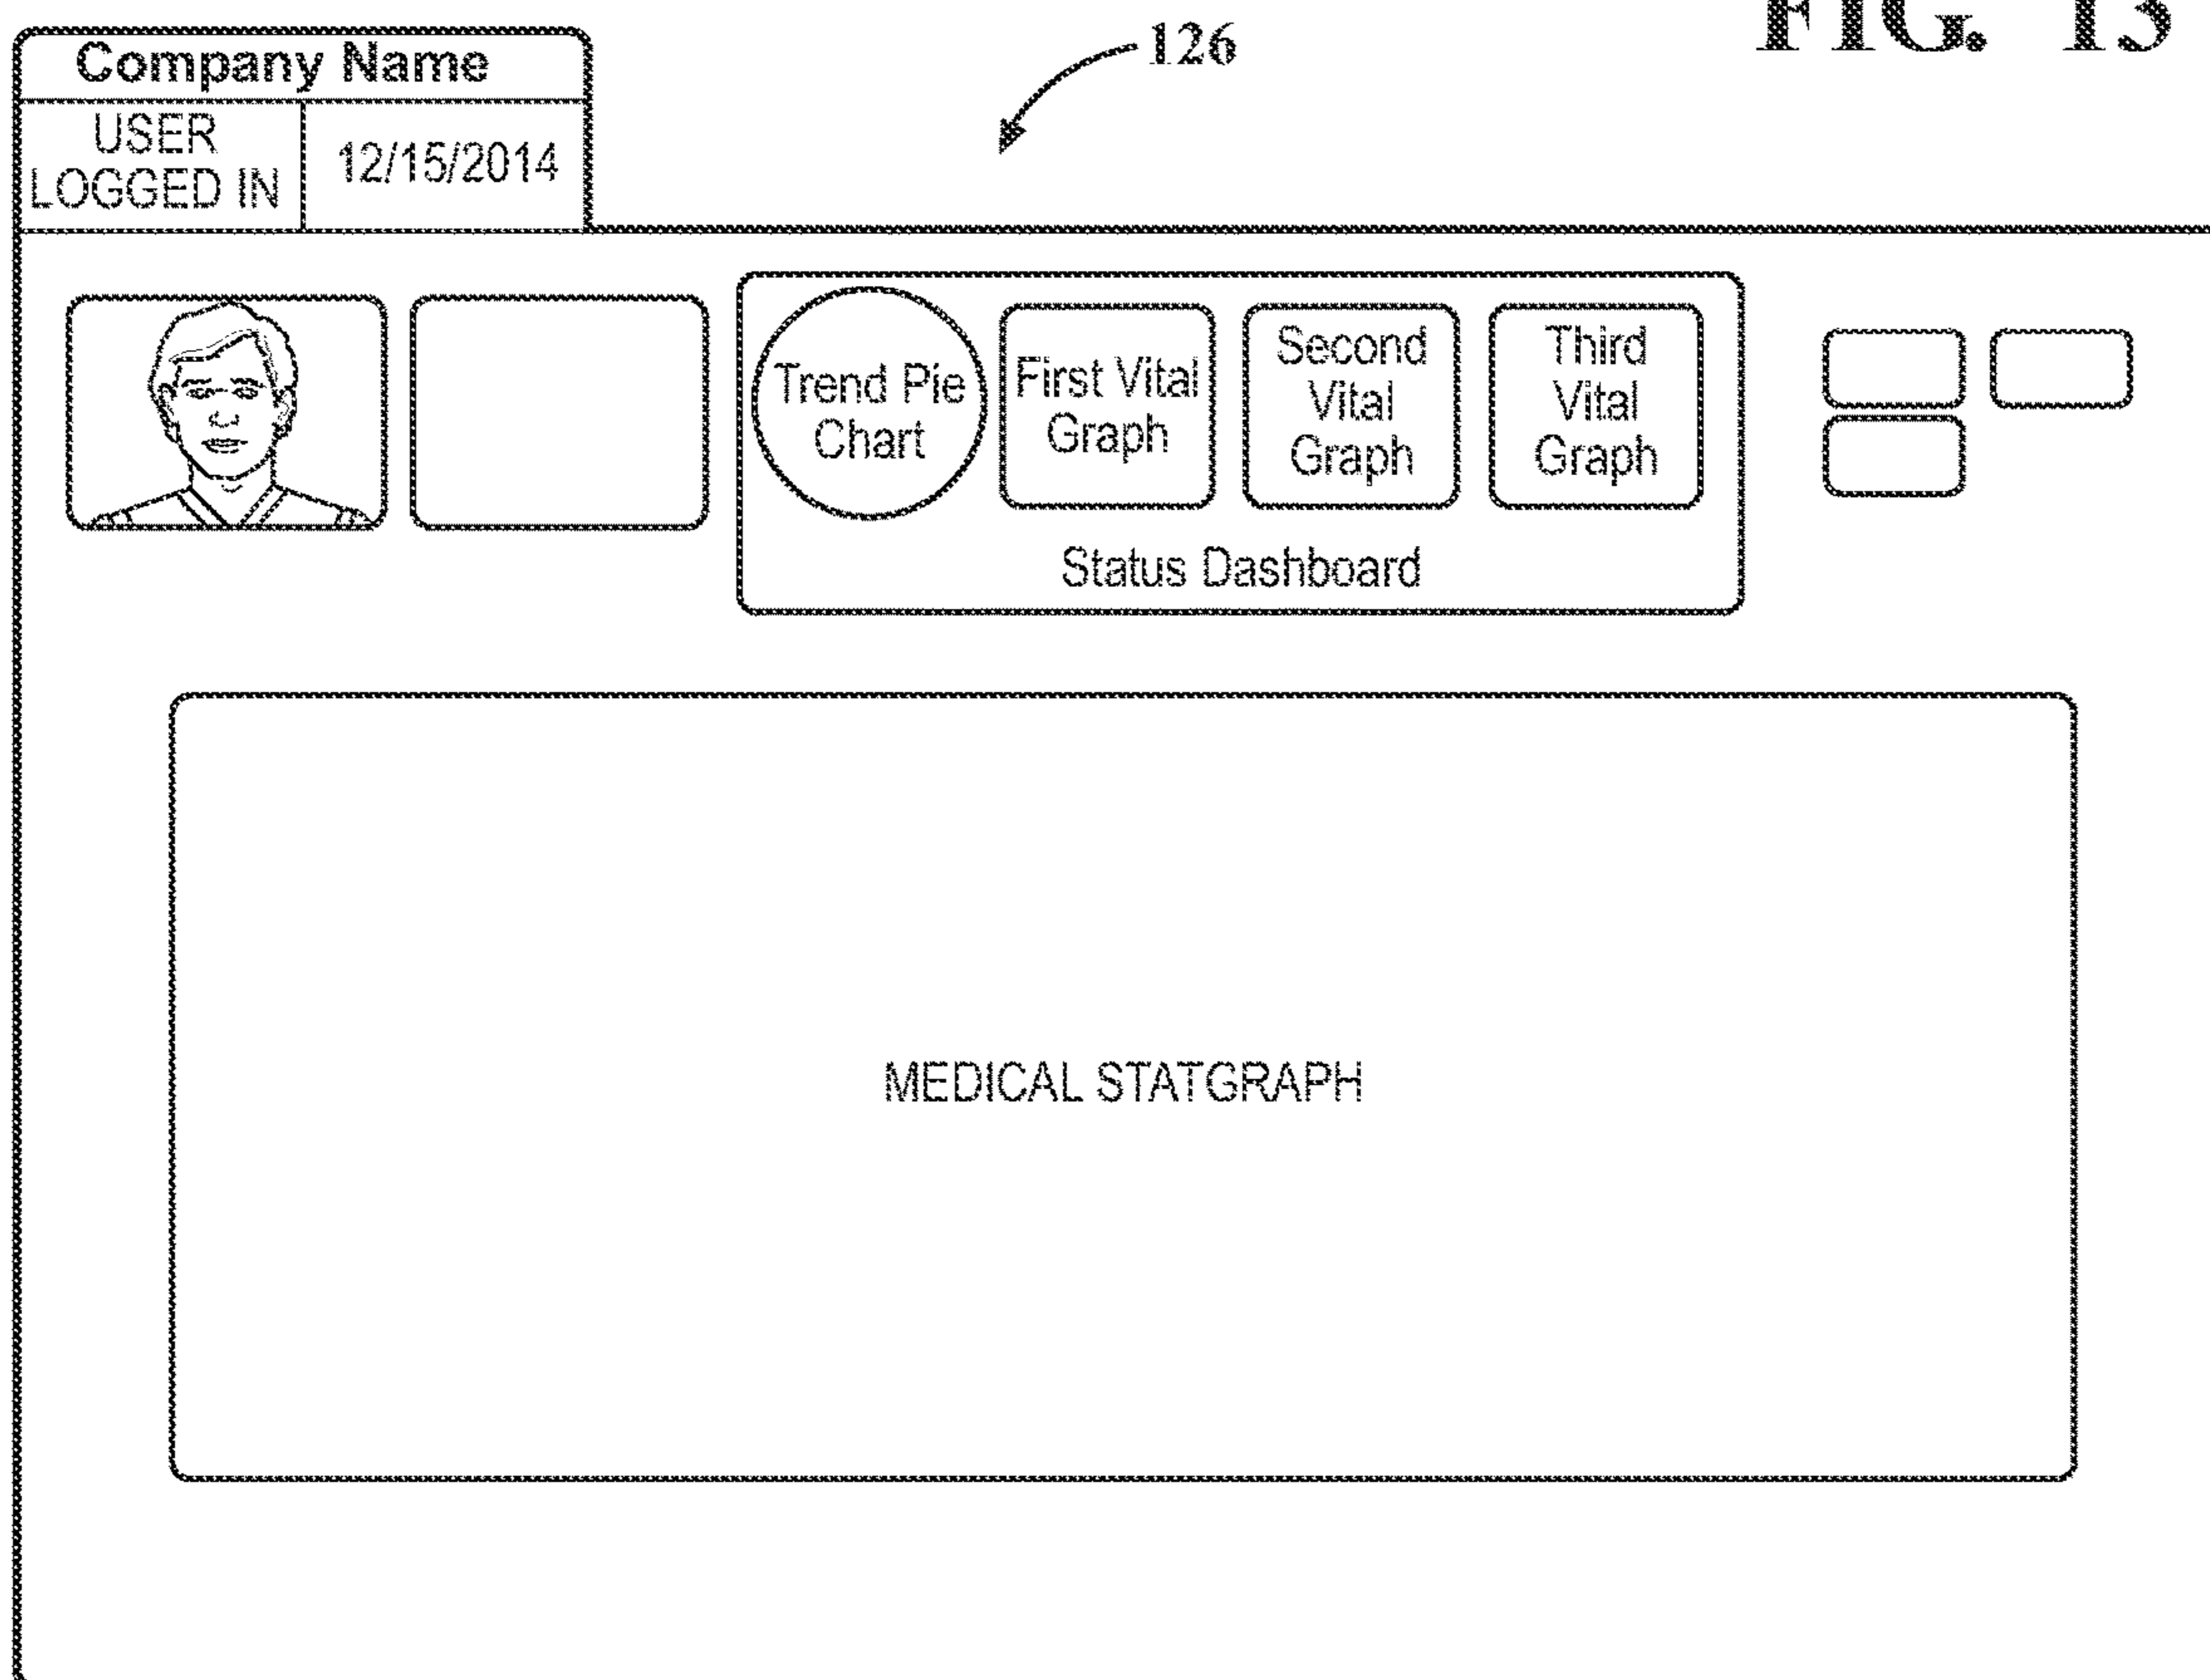 FIG. 13
126
Company Name
USER
LOGGED IN
12/15/2014
Trend Pie
Chart
First Vital
Graph
Second
Vital
Graph
Third
Vital
Graph
Status Dashboard
MEDICAL STATGRAPH